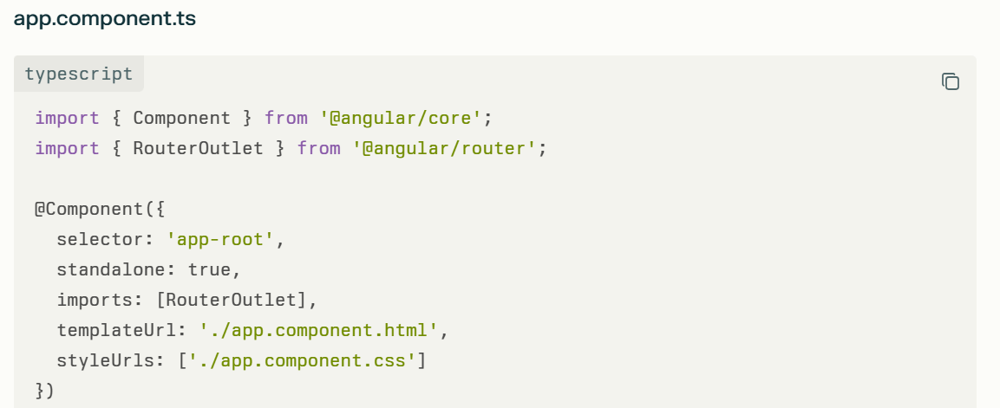 app.component.ts
typescript
import { Component } from '@angular/core';
import { RouterOutlet } from '@angular/router';

@Component({
  selector: 'app-root',
  standalone: true,
  imports: [RouterOutlet],
  templateUrl: './app.component.html',
  styleUrls: ['./app.component.css']
})